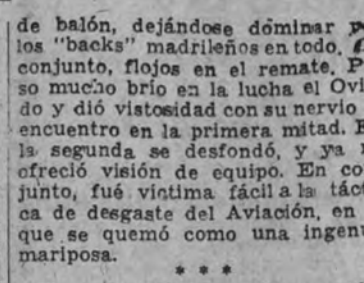 de balón, dejándose dominar
los "backs" madrileños en todo.
conjunto, flojos en el remate. P
so mucho brío en la lucha el Ovi
do y dió vistosidad con su nervio
encuentro en la primera mitad. E
la segunda se desfondó, y ya
ofreció visión de equipo. En co
junto, fué víctima fácil a la tác
ca de desgaste del Aviación, en
que se quemó como una ingen
mariposa.
* * *